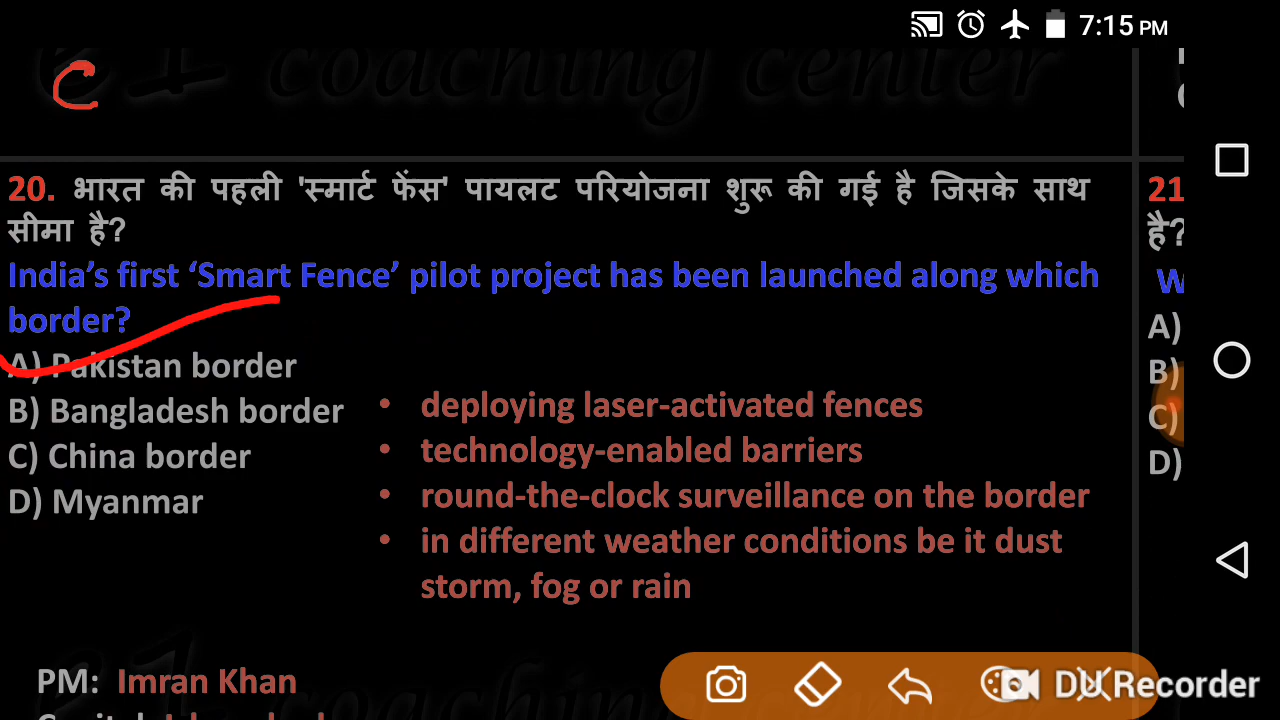 7:15 PM
coaching center
C
20. भारत की पहली 'स्मार्ट फेंस' पायलट परियोजना शुरू की गई है जिसके साथ
सीमा है?
India's first ‘Smart Fence’ pilot project has been launched along which
border?
A) Pakistan border
B) Bangladesh border
C) China border
D) Myanmar
• deploying laser-activated fences
• technology-enabled barriers
• round-the-clock surveillance on the border
• in different weather conditions be it dust
storm, fog or rain
PM: Imran Khan
21
है?
W
A)
B)
C)
D)
DU Recorder